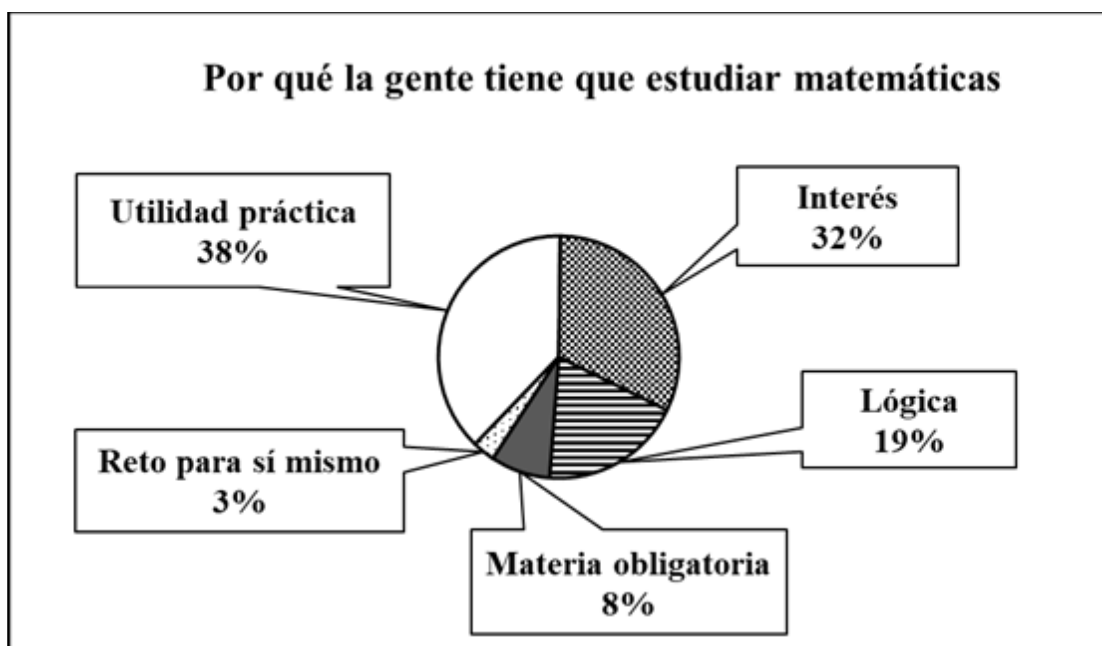 Por qué la gente tiene que estudiar matemáticas
Utilidad práctica
38%
Interés
32%
Lógica
19%
Reto para sí mismo
3%
Materia obligatoria
8%